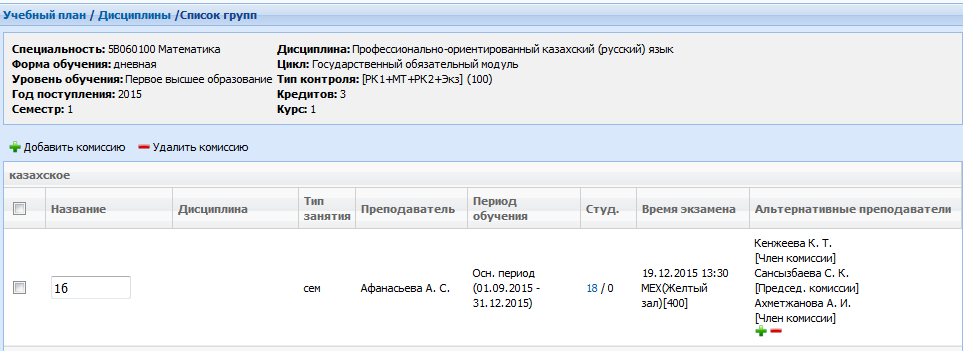 Учебный план / Дисциплины /Список групп
Специальность: 5В060100 Математика
Форма обучения: дневная
Уровень обучения: Первое высшее образование
Год поступления: 2015
Семестр: 1
Дисциплина: Профессионально-ориентированный казахский (русский) язык
Цикл: Государственный обязательный модуль
Тип контроля: [РК1+МТ+РК2+Экз] (100)
Кредитов: 3
Курс: 1
Добавить комиссию Удалить комиссию
казахское
Название Дисциплина Тип занятия Преподаватель Период обучения Студ. Время экзамена Альтернативные преподаватели
1б
сем
Афанасьева А. С.
Осн. период
(01.09.2015 -
31.12.2015)
18 / 0
19.12.2015 13:30
МЕХ(Желтый
зал)[400]
Кенжеева К. Т.
[Член комиссии]
Сансызбаева С. К.
[Председ. комиссии]
Ахметжанова А. И.
[Член комиссии]